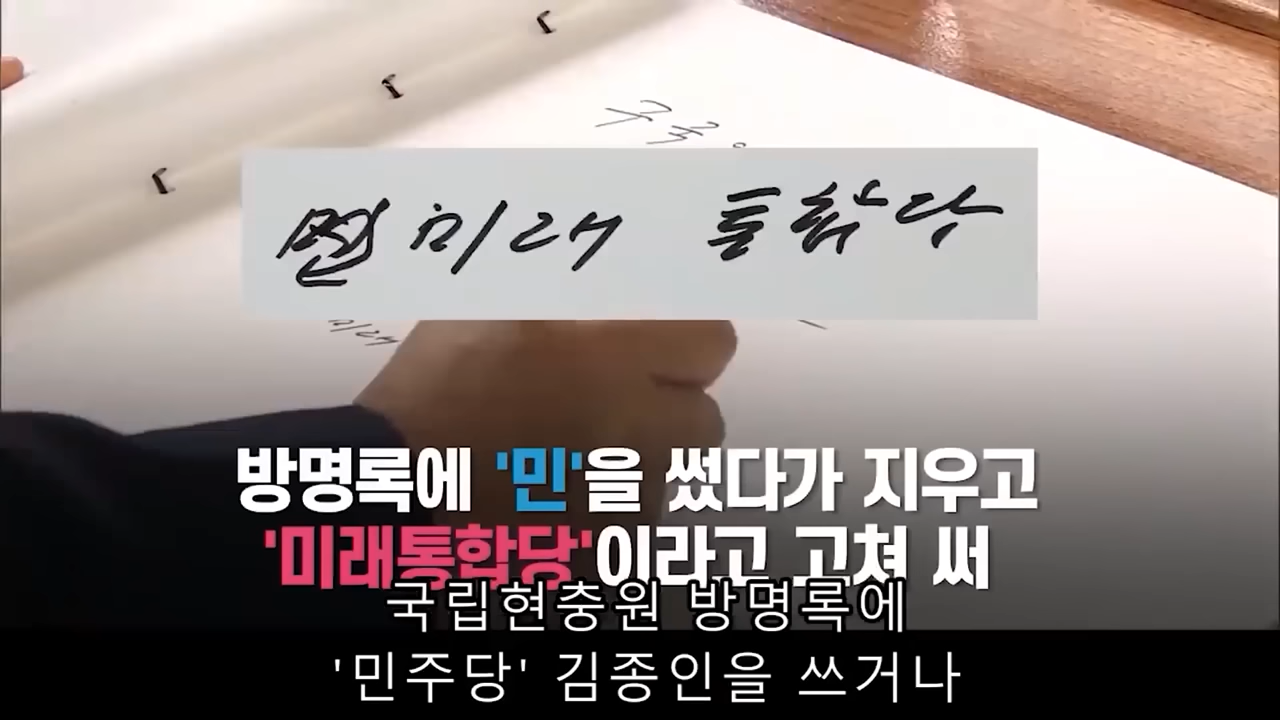 미래 통합당
방명록에 '민'을 썼다가 지우고
'미래통합당'이라고 고쳐 써
국립현충원 방명록에
'민주당' 김종인을 쓰거나